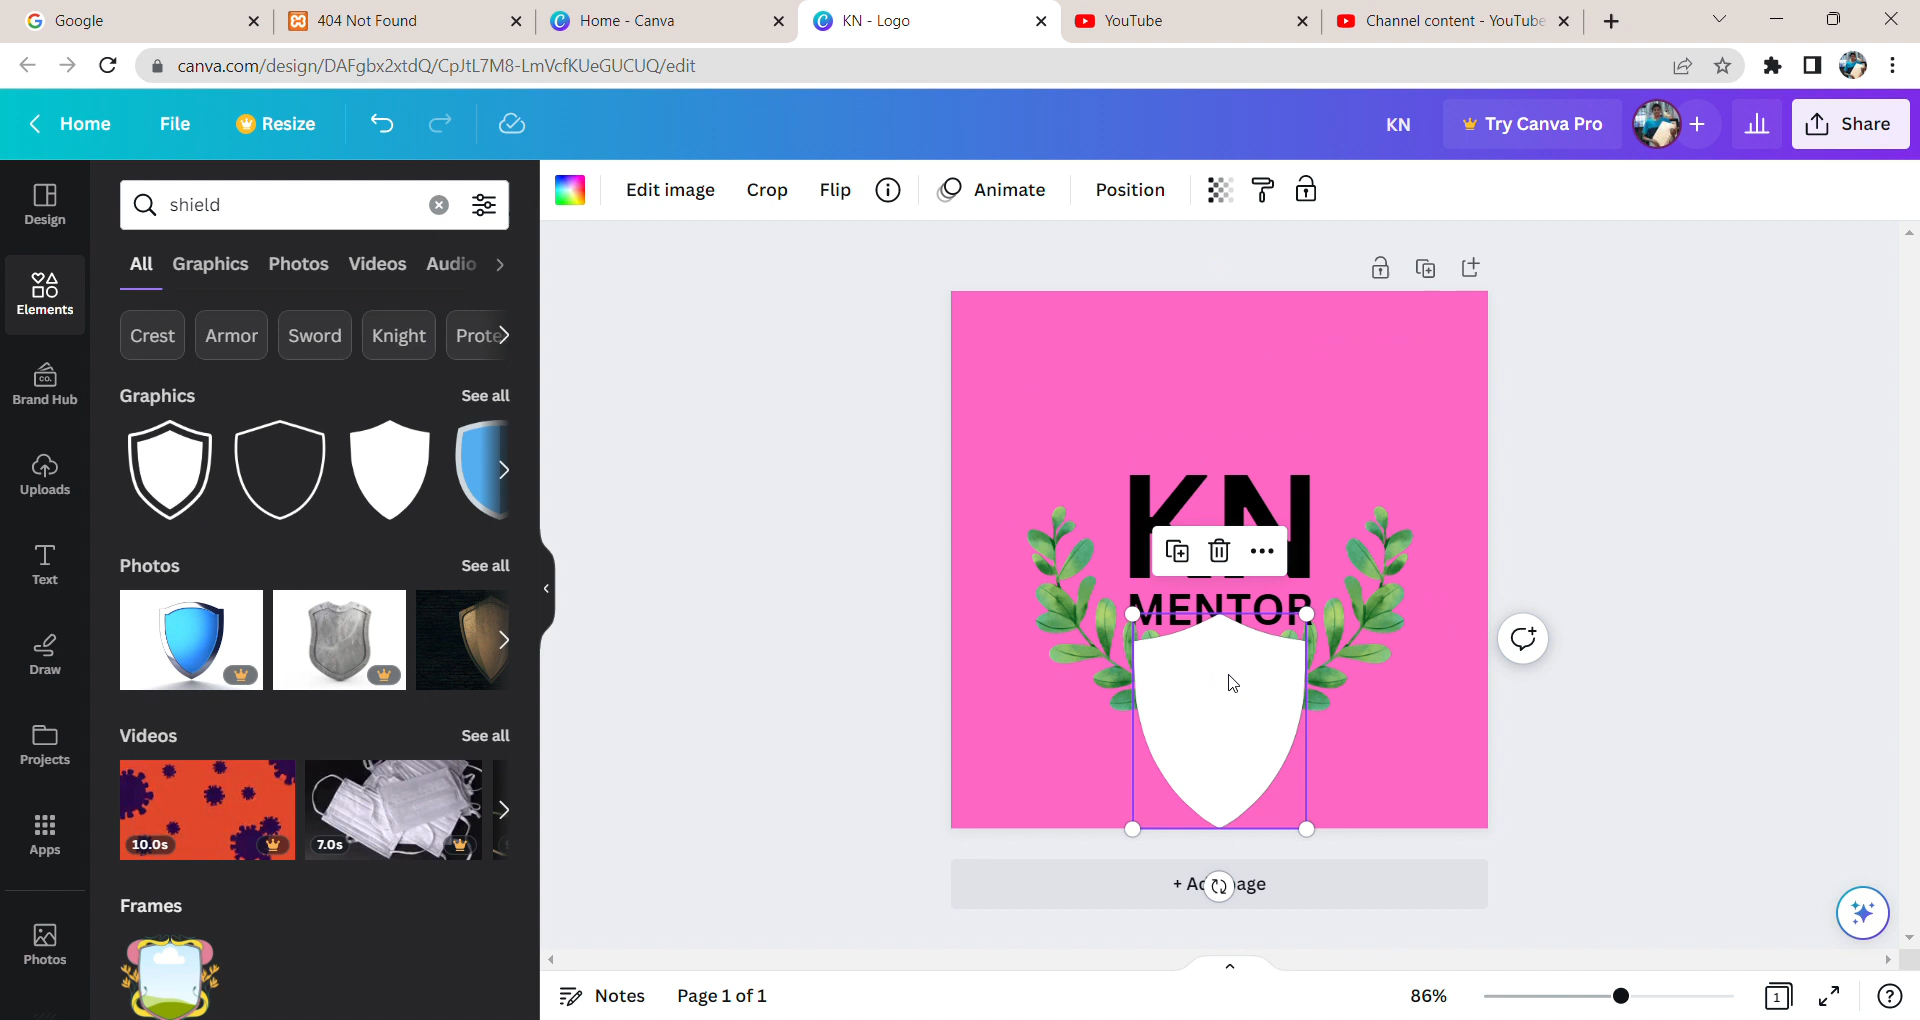 Google
404 Not Found
Home - Canva
KN - Logo
YouTube
Channel content - YouTube
canva.com/design/DAFgbx2xtdQ/CpJtL7M8-LmVcfKUeGUCUQ/edit
Home
File
Resize
KN
Try Canva Pro
Share
Design
Elements
Brand Hub
CO.
Uploads
Text
Draw
Projects
Apps
Photos
shield
All
Graphics
Photos
Videos
Audio
Crest
Armor
Sword
Knight
Prote
Graphics
See all
Photos
See all
Videos
See all
10.0s
7.0s
Frames
Edit image
Crop
Flip
Animate
Position
KN
MENTOR
Notes
Page 1 of 1
86%
1